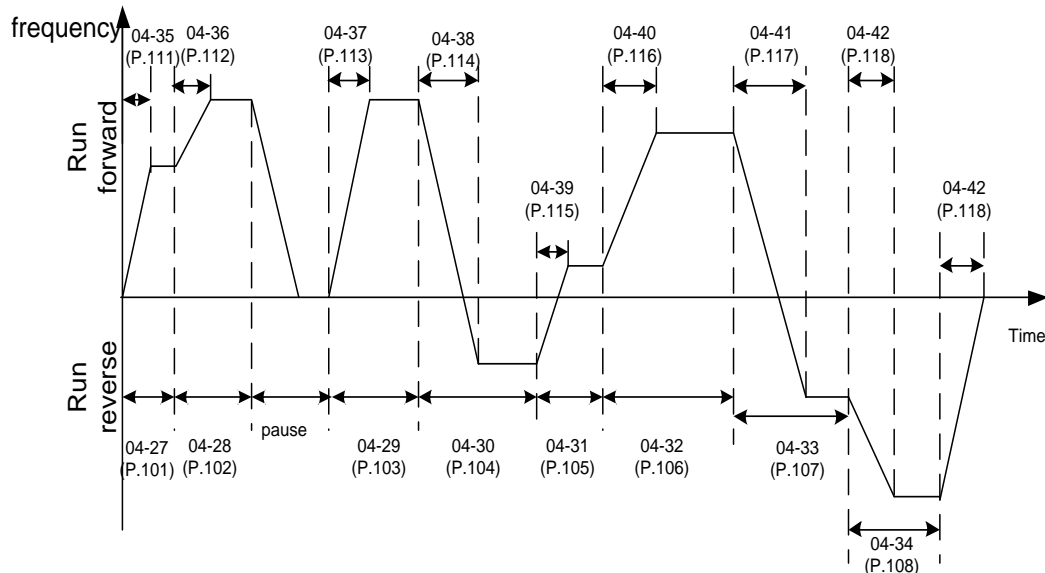 frequency
04-35
(P.111)
04-36
(P.112)
04-37
(P.113)
04-38
(P.114)
04-40
(P.116)
04-41
(P.117)
04-42
(P.118)
Run
forward
04-39
(P.115)
04-42
(P.118)
Time
Run
reverse
pause
04-27
(P.101)
04-28
(P.102)
04-29
(P.103)
04-30
(P.104)
04-31
(P.105)
04-32
(P.106)
04-33
(P.107)
04-34
(P.108)